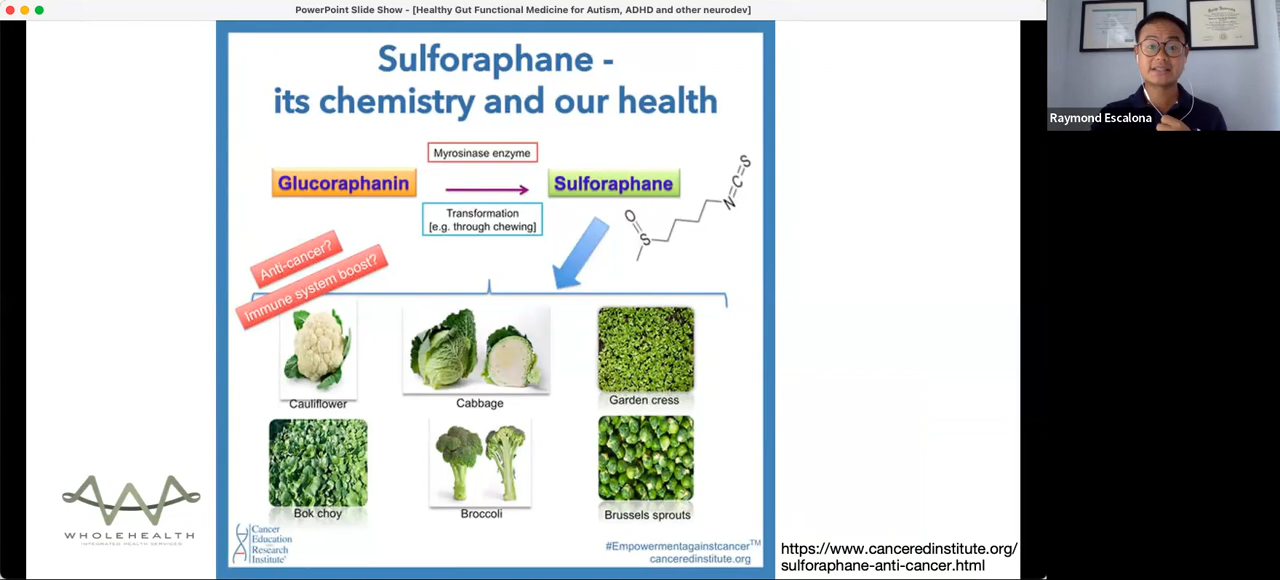 PowerPoint Slide Show - [Healthy Gut Functional Medicine for Autism, ADHD and other neurodev]
Raymond Escalona
Sulforaphane -
its chemistry and our health
Myrosinase enzyme
Glucoraphanin
Sulforaphane
Transformation
[e.g. through chewing]
O
S
N=C=S
Anti-cancer?
Immune system boost?
Cauliflower
Cabbage
Garden cress
Bok choy
Broccoli
Brussels sprouts
WHOLEHEALTH
INTEGRATED HEALTH SERVICES
Cancer
Education
Research
Institute
#Empowermentagainstcancer™
canceredinstitute.org
https://www.canceredinstitute.org/
sulforaphane-anti-cancer.html